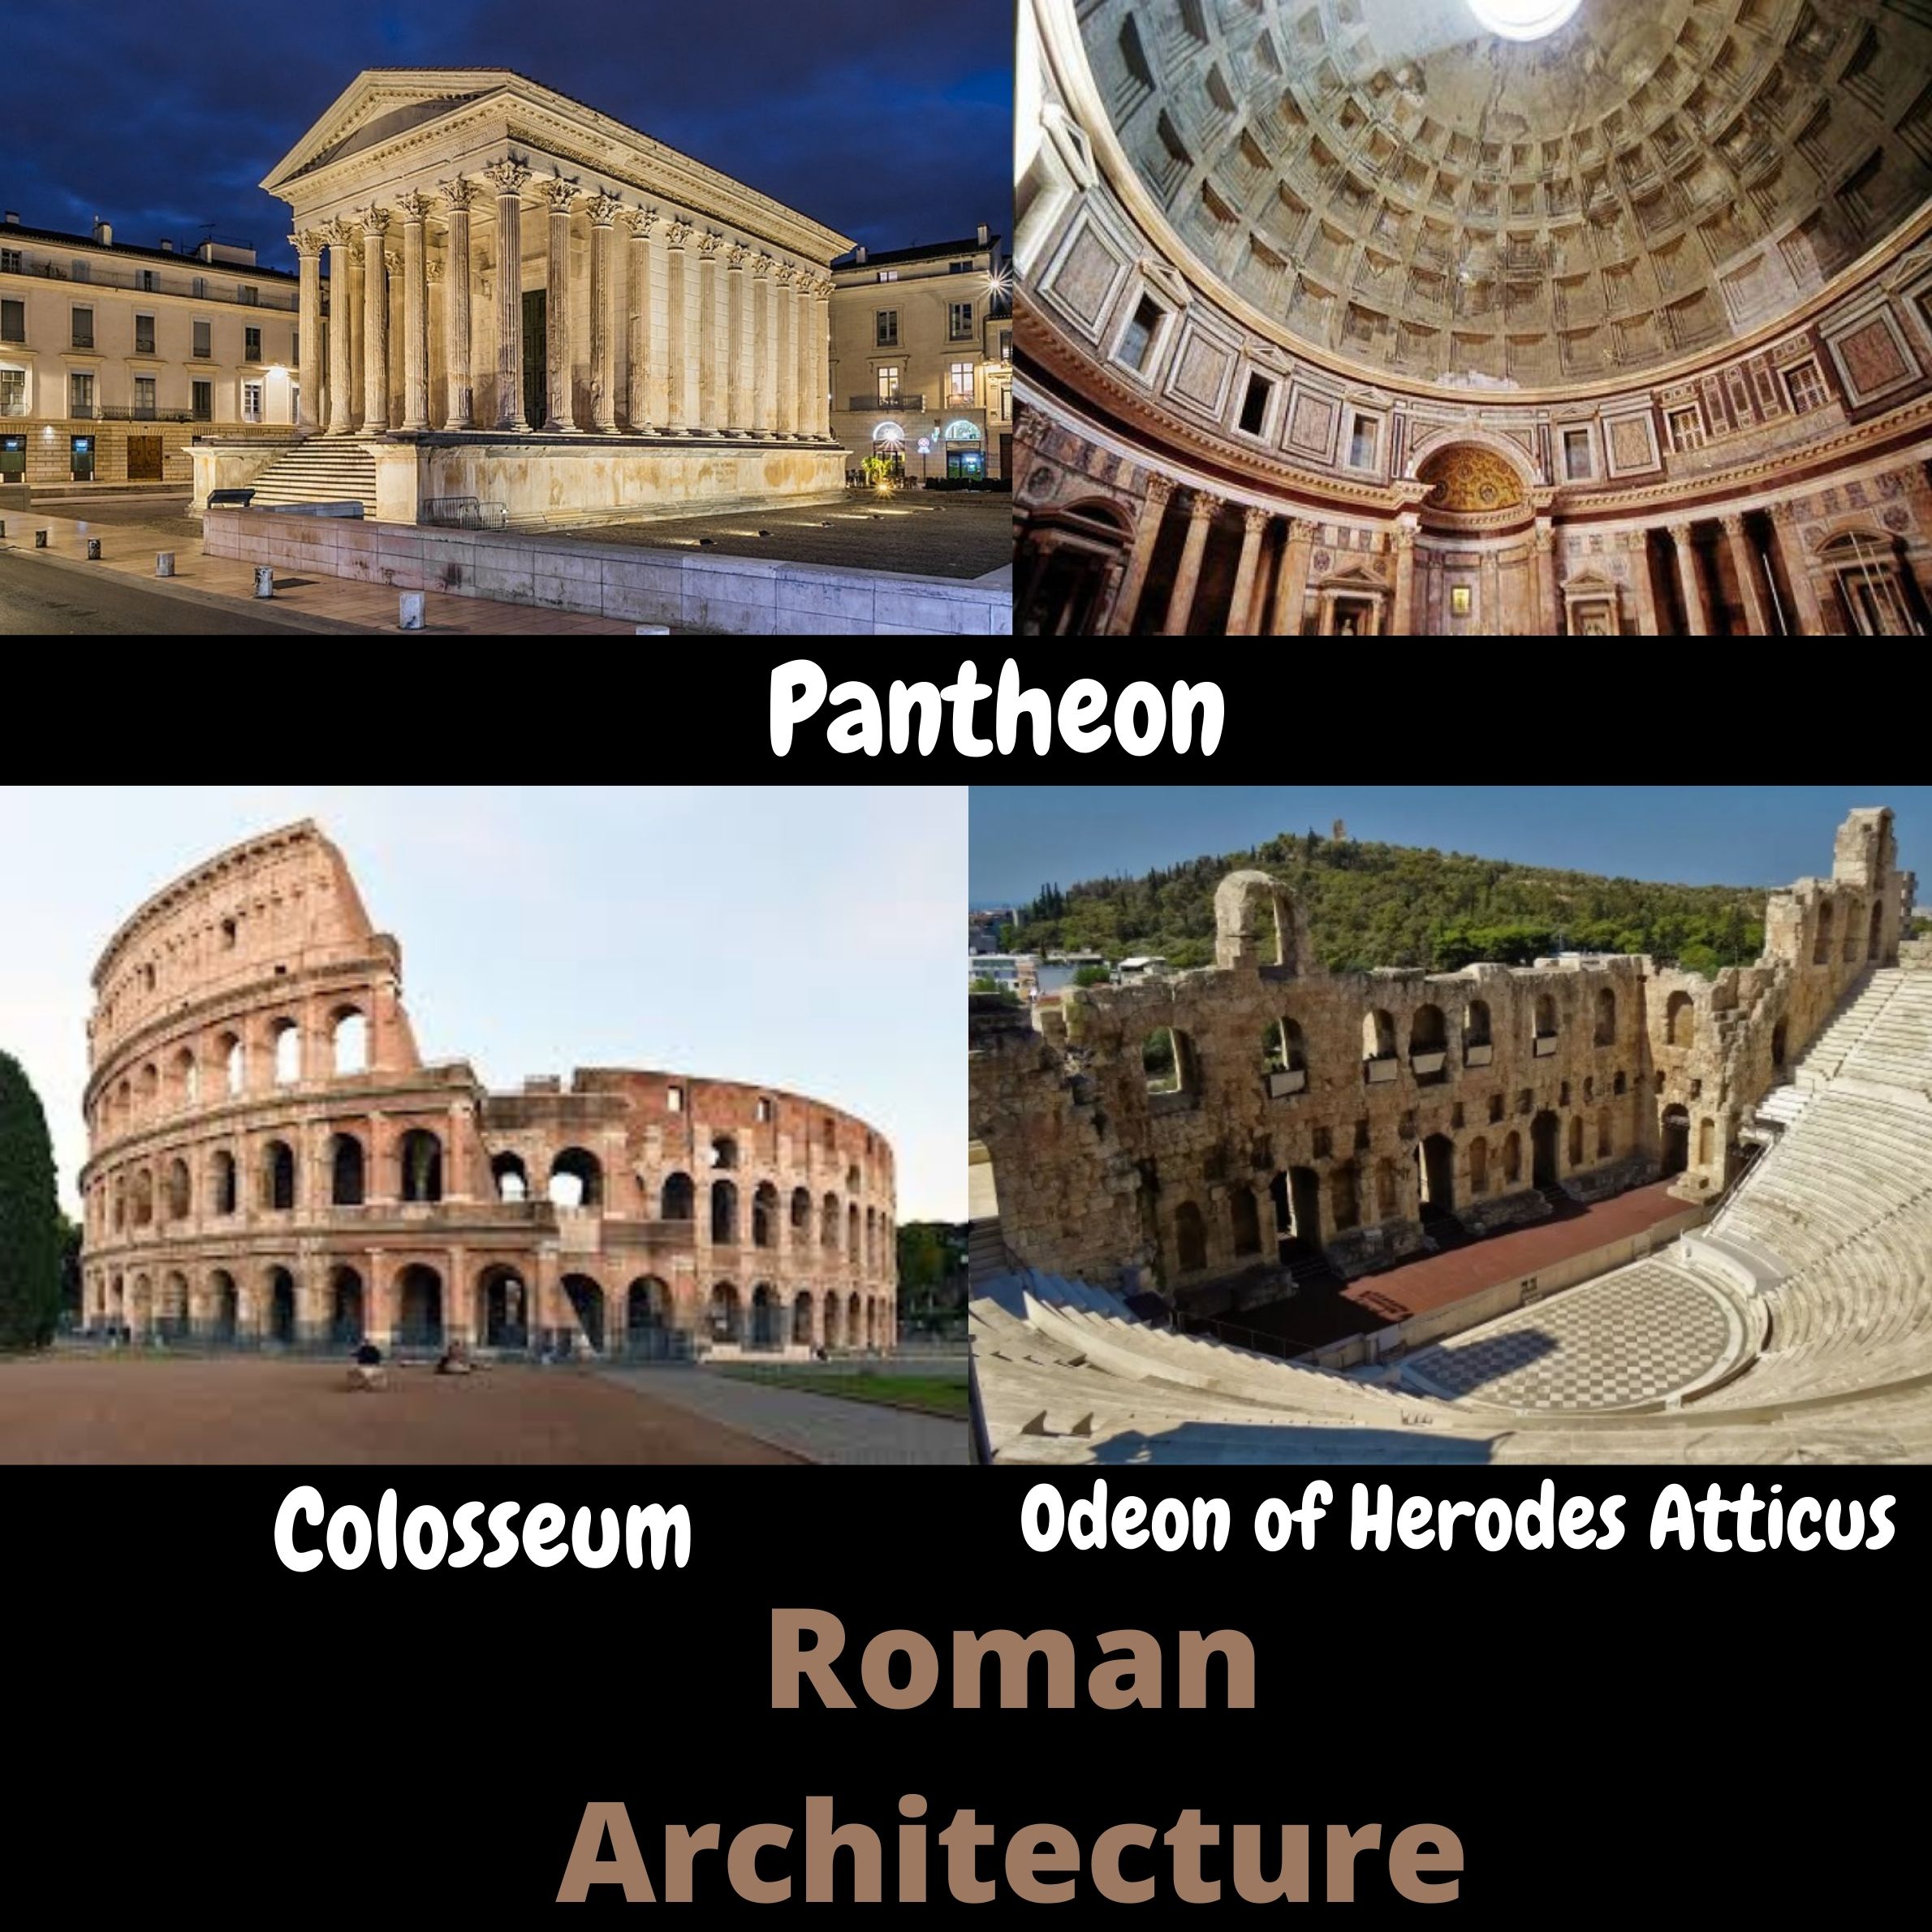 Pantheon
Colosseum
Odeon of Herodes Atticus
Roman
Architecture